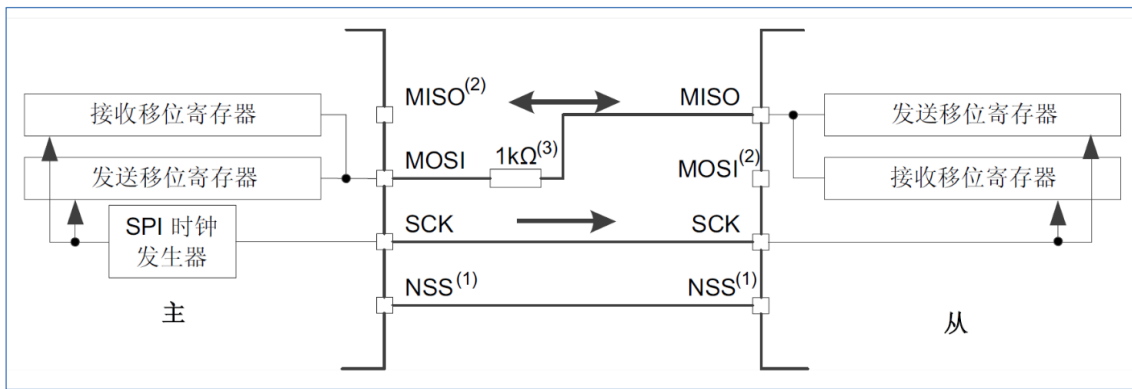 MISO(2)
MISO
接收移位寄存器
发送移位寄存器
MOSI
1kΩ(3)
MOSI(2)
发送移位寄存器
接收移位寄存器
SPI 时钟
发生器
SCK
SCK
NSS(1)
NSS(1)
主
从